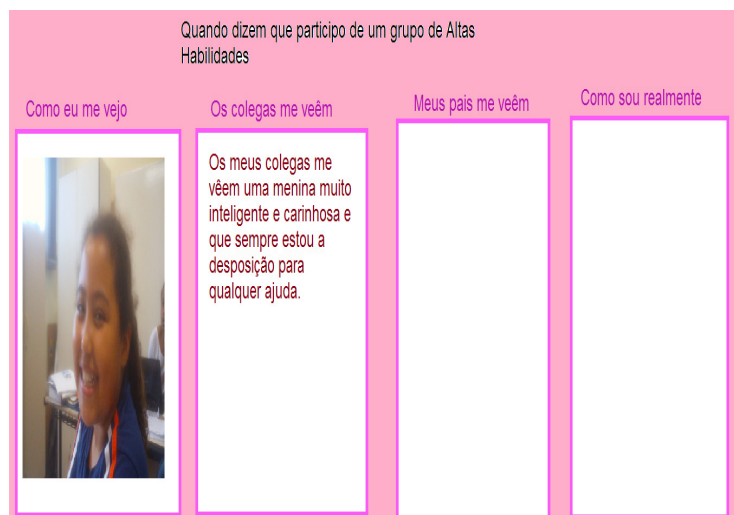 Quando dizem que participo de um grupo de Altas
Habilidades
Como eu me vejo
Os colegas me veêm
Meus pais me veêm
Como sou realmente
Os meus colegas me
vêem uma menina muito
inteligente e carinhosa e
que sempre estou a
desposição para
qualquer ajuda.